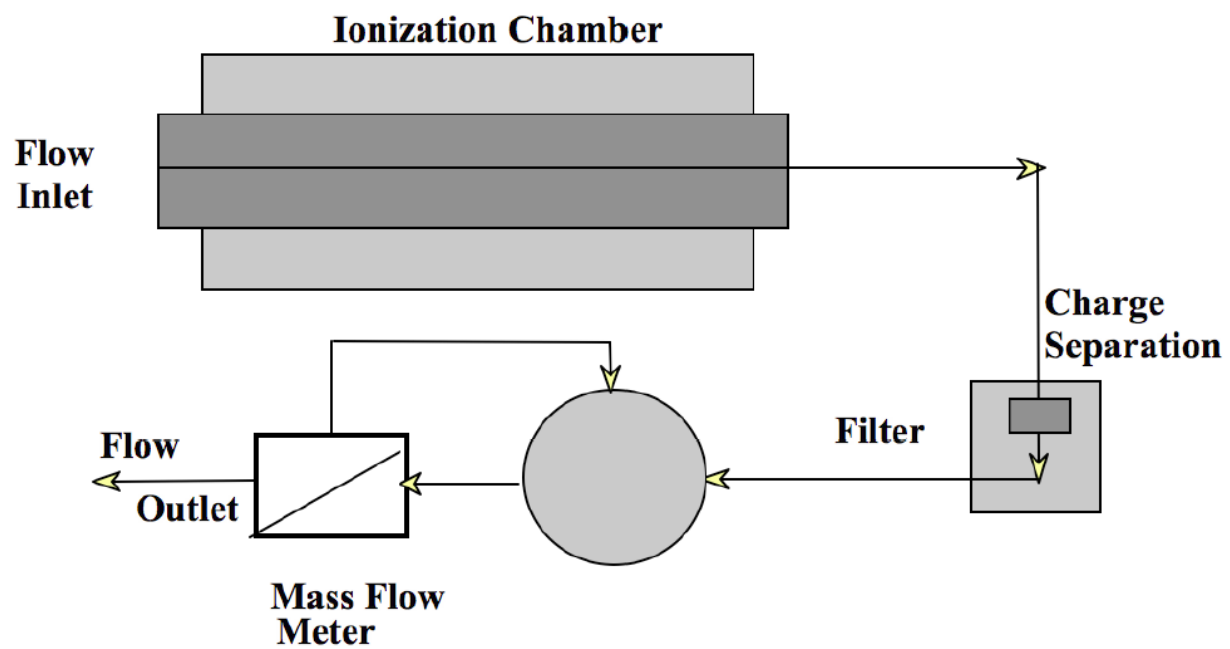 Ionization Chamber
Flow
Inlet
Charge
Separation
Filter
Flow
Outlet
Mass Flow
Meter